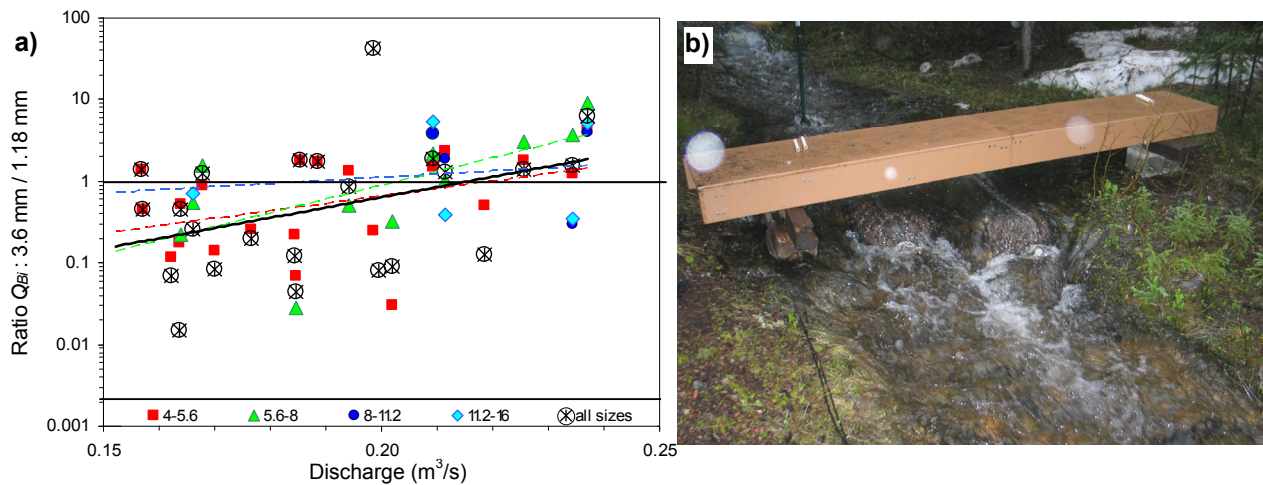 a)
100
10
1
0.1
0.01
0.001
Ratio Q_Bi : 3.6 mm / 1.18 mm
4-5.6 5.6-8 8-11.2 11.2-16 all sizes
0.15 0.20 0.25
Discharge (m³/s)
b)